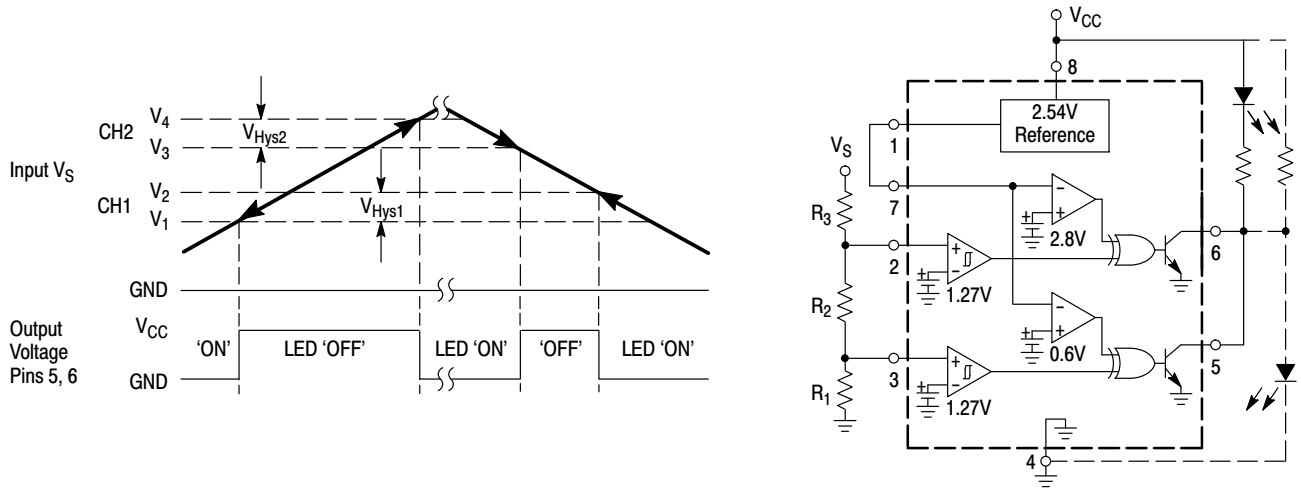 CH2
V4
V3
VHys2
Input VS
CH1
V2
V1
VHys1
GND
Output
Voltage
Pins 5, 6
VCC
GND
'ON'
LED 'OFF'
LED 'ON'
'OFF'
LED 'ON'
VCC
8
2.54V
Reference
1
VS
7
R3
2.8V
6
2
1.27V
R2
0.6V
5
3
1.27V
R1
4